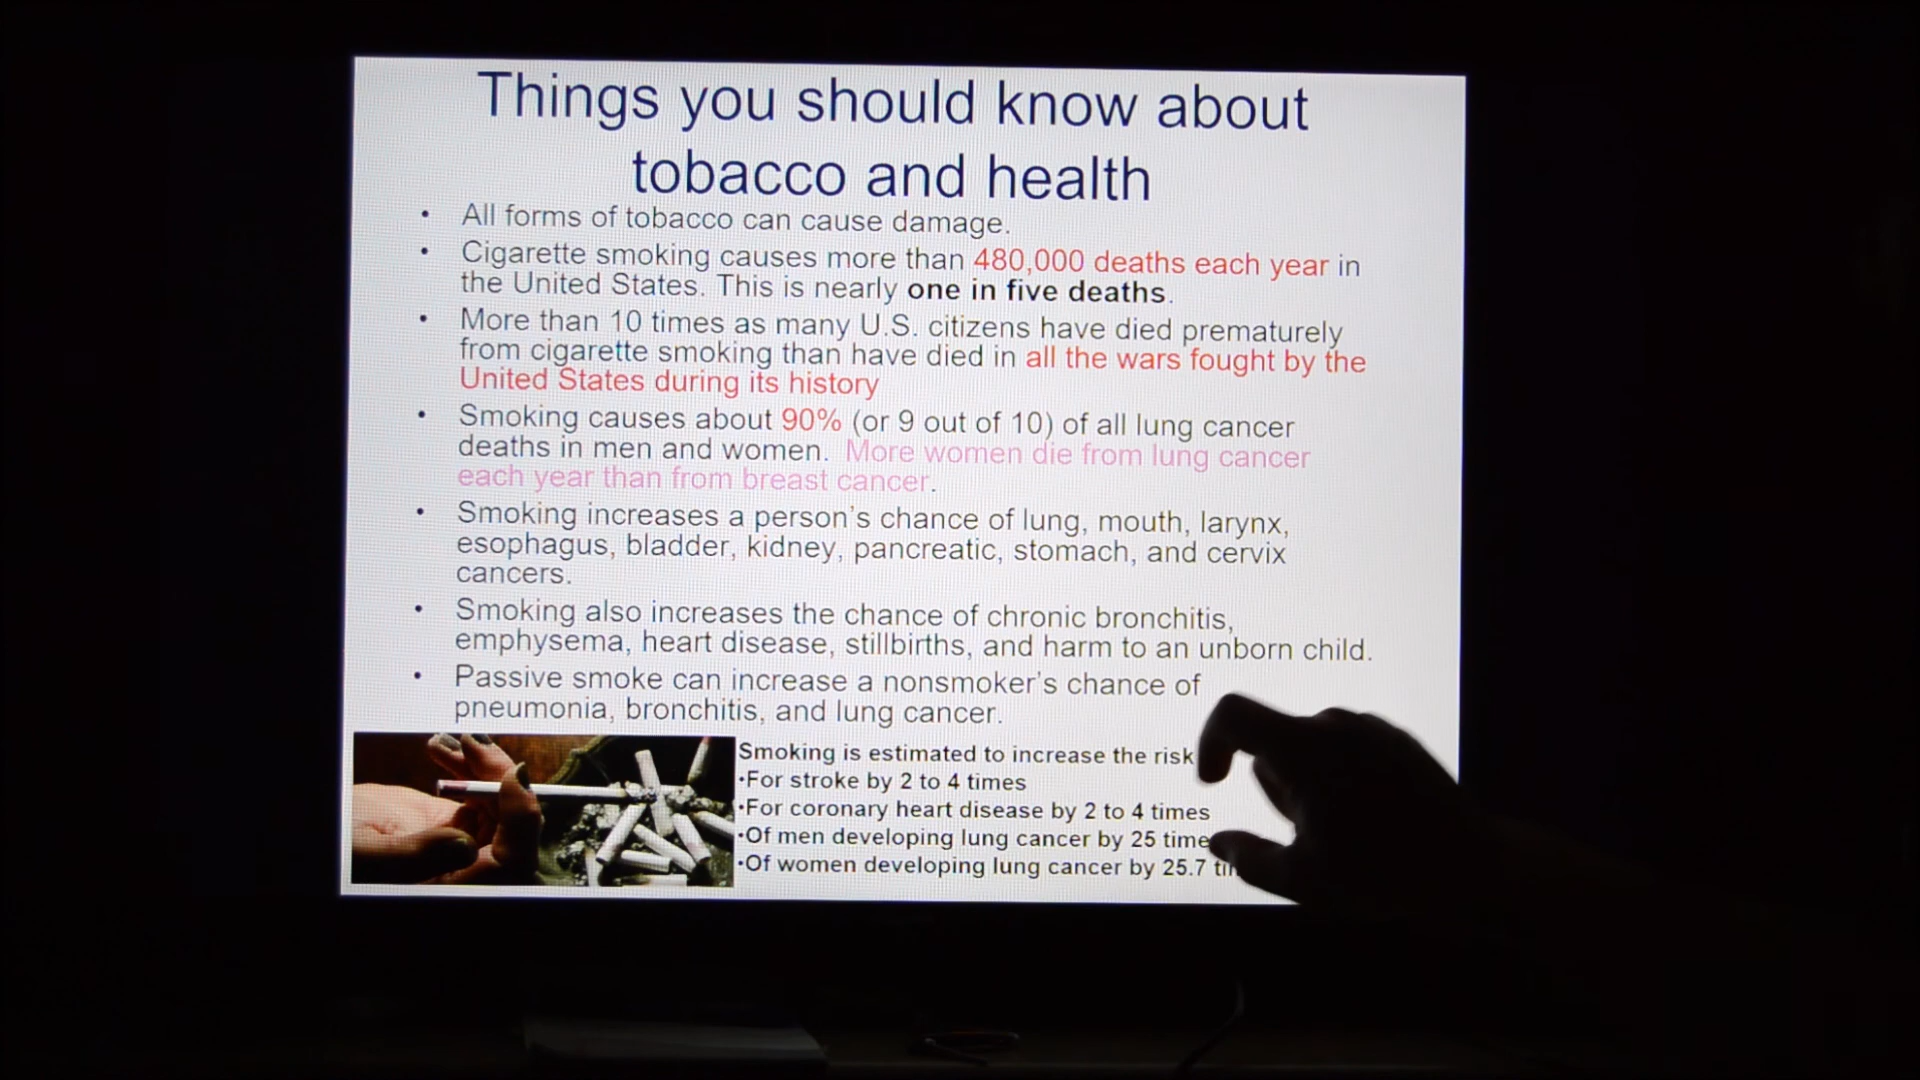 Things you should know about
tobacco and health
• All forms of tobacco can cause damage.
• Cigarette smoking causes more than 480,000 deaths each year in
the United States. This is nearly one in five deaths.
• More than 10 times as many U.S. citizens have died prematurely
from cigarette smoking than have died in all the wars fought by the
United States during its history
• Smoking causes about 90% (or 9 out of 10) of all lung cancer
deaths in men and women. More women die from lung cancer
each year than from breast cancer.
• Smoking increases a person's chance of lung, mouth, larynx,
esophagus, bladder, kidney, pancreatic, stomach, and cervix
cancers.
• Smoking also increases the chance of chronic bronchitis,
emphysema, heart disease, stillbirths, and harm to an unborn child.
• Passive smoke can increase a nonsmoker's chance of
pneumonia, bronchitis, and lung cancer.
Smoking is estimated to increase the risk
•For stroke by 2 to 4 times
•For coronary heart disease by 2 to 4 times
•Of men developing lung cancer by 25
•Of women developing lung cancer by 25.7